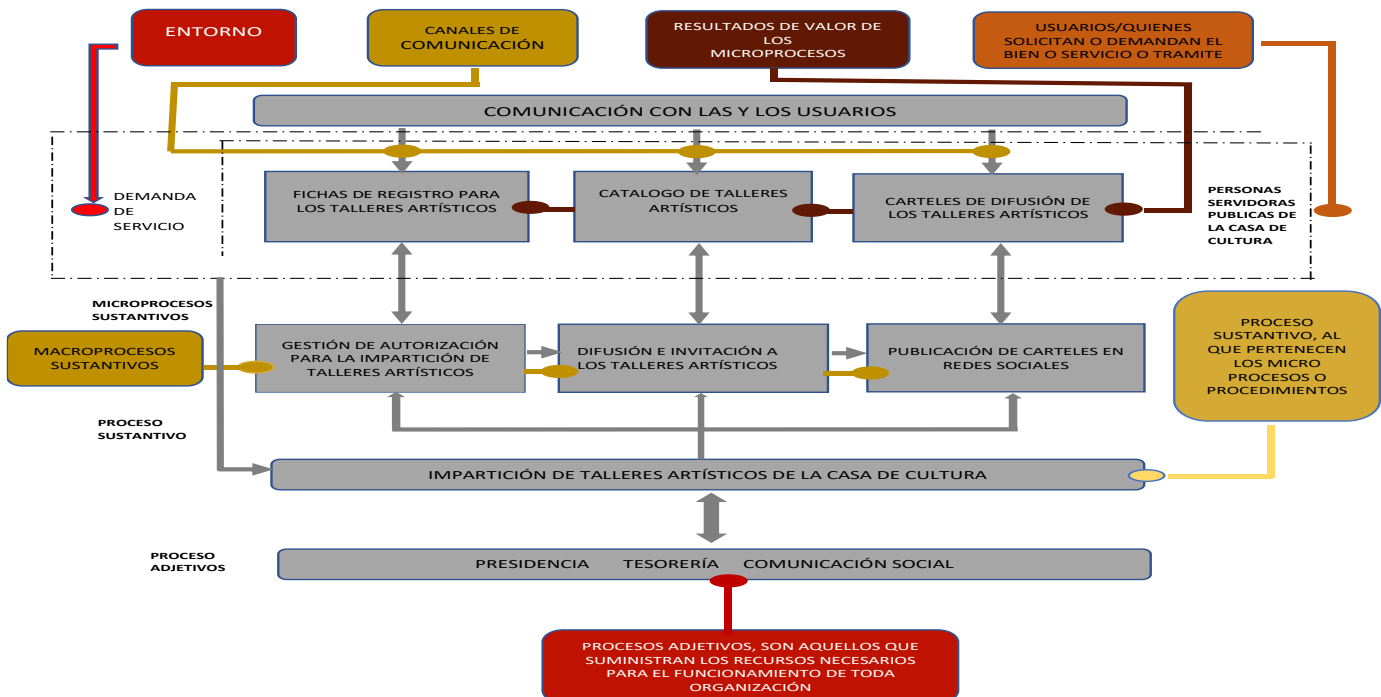 ENTORNO
CANALES DE
COMUNICACIÓN
RESULTADOS DE VALOR DE
LOS
MICROPROCESOS
USUARIOS/QUIENES
SOLICITAN O DEMANDAN EL
BIEN O SERVICIO O TRAMITE
COMUNICACIÓN CON LAS Y LOS USUARIOS
DEMANDA
DE
SERVICIO
FICHAS DE REGISTRO PARA
LOS TALLERES ARTÍSTICOS
CATALOGO DE TALLERES
ARTÍSTICOS
CARTELES DE DIFUSIÓN DE
LOS TALLERES ARTÍSTICOS
PERSONAS
SERVIDORAS
PUBLICAS DE
LA CASA DE
CULTURA
MICROPROCESOS
SUSTANTIVOS
MACROPROCESOS
SUSTANTIVOS
GESTIÓN DE AUTORIZACIÓN
PARA LA IMPARTICIÓN DE
TALLERES ARTÍSTICOS
DIFUSIÓN E INVITACIÓN A
LOS TALLERES ARTÍSTICOS
PUBLICACIÓN DE CARTELES EN
REDES SOCIALES
PROCESO
SUSTANTIVO, AL
QUE PERTENECEN
LOS MICRO
PROCESOS O
PROCEDIMIENTOS
PROCESO
SUSTANTIVO
IMPARTICIÓN DE TALLERES ARTÍSTICOS DE LA CASA DE CULTURA
PROCESO
ADJETIVOS
PRESIDENCIA TESORERÍA COMUNICACIÓN SOCIAL
PROCESOS ADJETIVOS, SON AQUELLOS QUE
SUMINISTRAN LOS RECURSOS NECESARIOS
PARA EL FUNCIONAMIENTO DE TODA
ORGANIZACIÓN